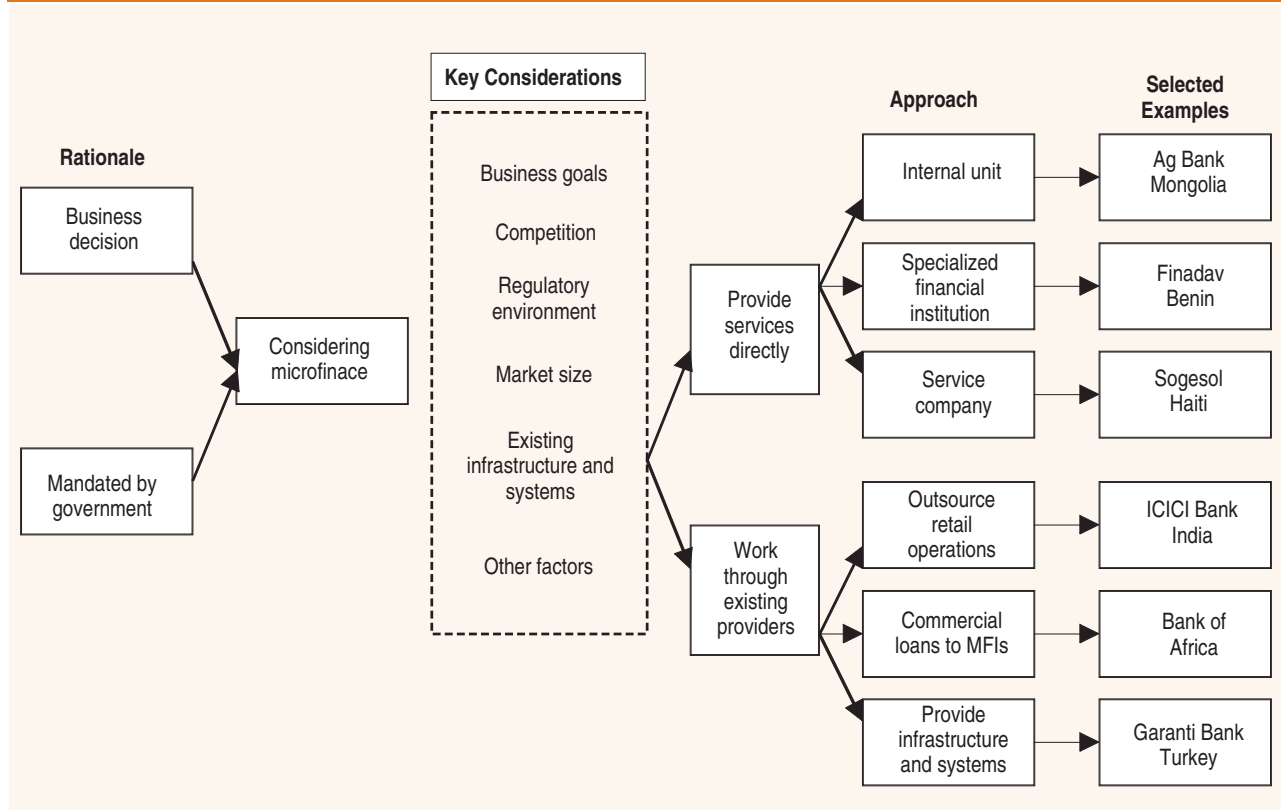 Rationale
Business
decision
Mandated by
government
Considering
microfinace
Key Considerations
Business goals
Competition
Regulatory
environment
Market size
Existing
infrastructure and
systems
Other factors
Provide
services
directly
Work
through
existing
providers
Approach
Internal unit
Specialized
financial
institution
Service
company
Outsource
retail
operations
Commercial
loans to MFIs
Provide
infrastructure
and systems
Selected
Examples
Ag Bank
Mongolia
Finadav
Benin
Sogesol
Haiti
ICICI Bank
India
Bank of
Africa
Garanti Bank
Turkey